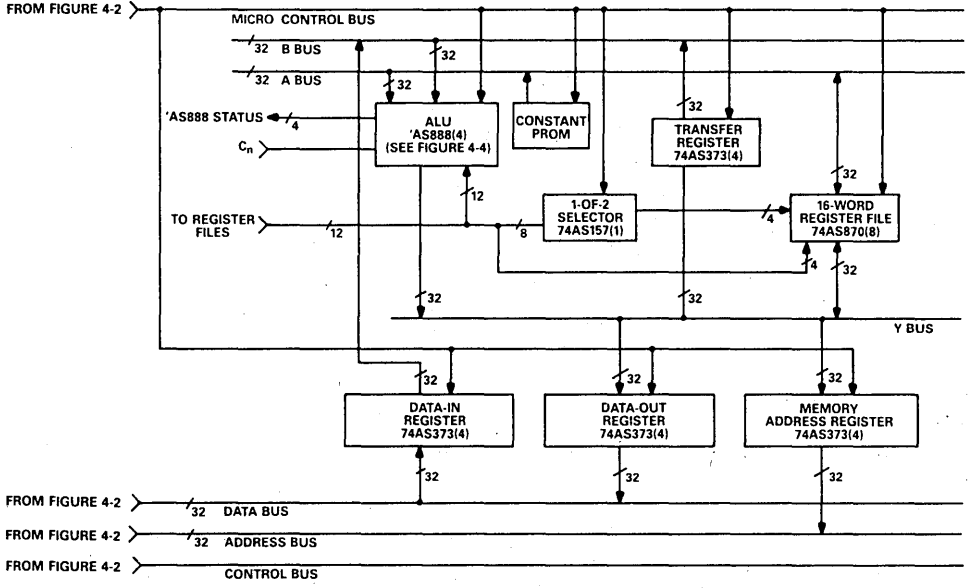 FROM FIGURE 4-2
MICRO CONTROL BUS
32
B BUS
32
32
A BUS
32
'AS888 STATUS
4
ALU
'AS888(4)
(SEE FIGURE 4-4)
CONSTANT
PROM
32
TRANSFER
REGISTER
74AS373(4)
Cn
32
12
TO REGISTER
FILES
12
8
1-OF-2
SELECTOR
74AS157(1)
4
16-WORD
REGISTER FILE
74AS870(8)
4
32
32
32
Y BUS
32
32
32
DATA-IN
REGISTER
74AS373(4)
DATA-OUT
REGISTER
74AS373(4)
MEMORY
ADDRESS REGISTER
74AS373(4)
32
32
32
FROM FIGURE 4-2
32
DATA BUS
FROM FIGURE 4-2
32
ADDRESS BUS
FROM FIGURE 4-2
CONTROL BUS